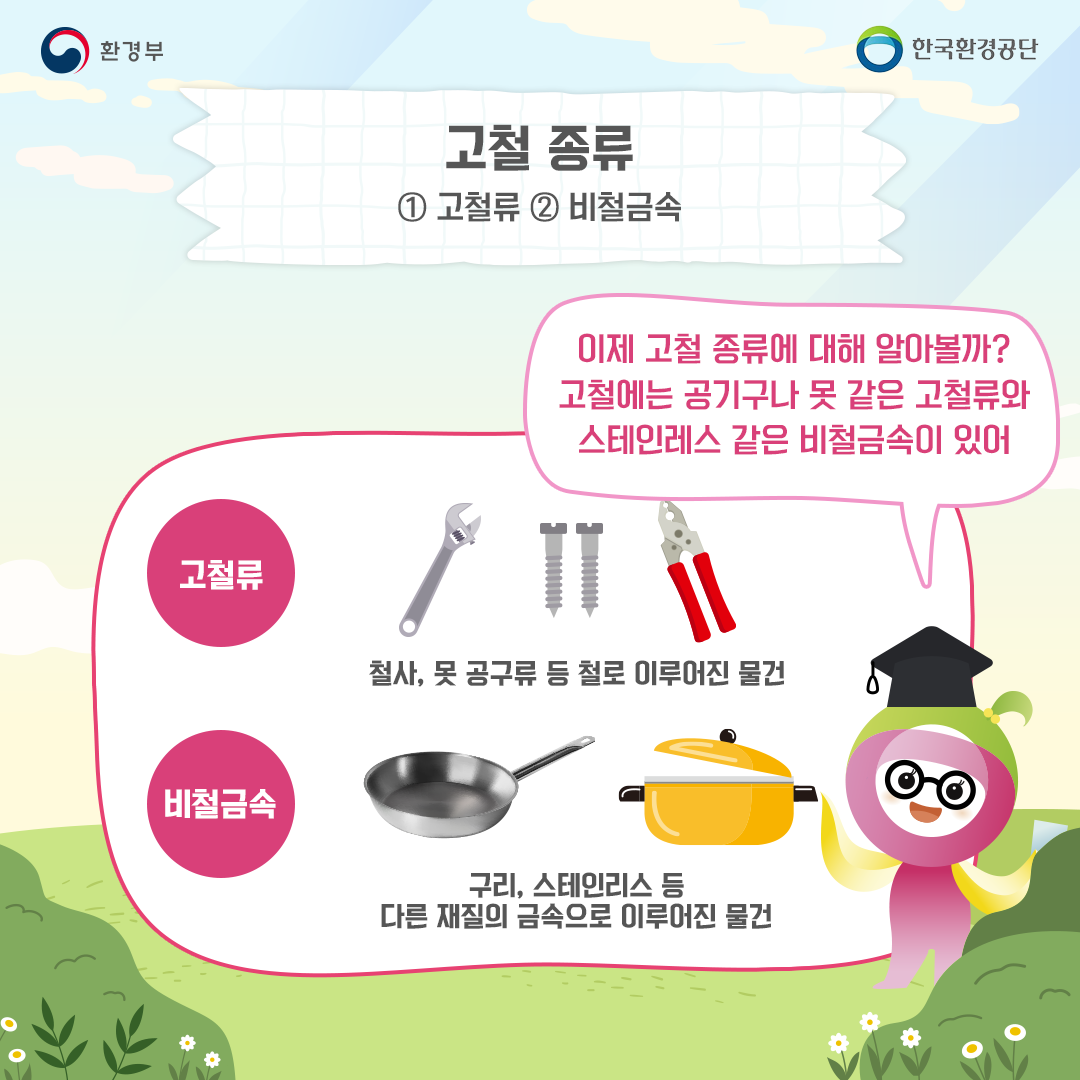 환경부
한국환경공단
고철 종류
① 고철류 ② 비철금속
이제 고철 종류에 대해 알아볼까?
고철에는 공기구나 못 같은 고철류와
스테인레스 같은 비철금속이 있어
고철류
철사, 못 공구류 등 철로 이루어진 물건
비철금속
구리, 스테인리스 등
다른 재질의 금속으로 이루어진 물건